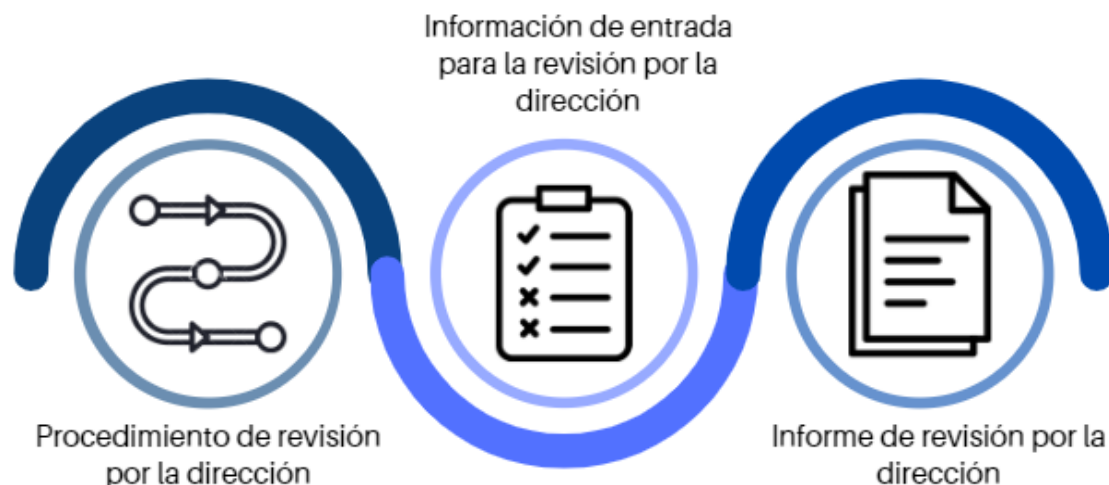 Información de entrada
para la revisión por la
dirección
Procedimiento de revisión
por la dirección
Informe de revisión por la
dirección